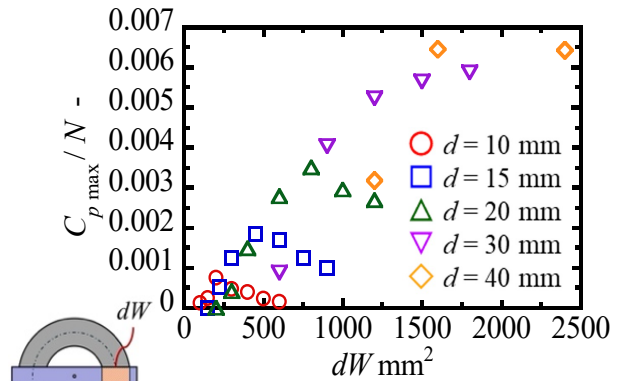 0.007
0.006
0.005
0.004
0.003
0.002
0.001
0
C p max / N -
d = 10 mm
d = 15 mm
d = 20 mm
d = 30 mm
d = 40 mm
0 500 1000 1500 2000 2500
dW mm²
dW